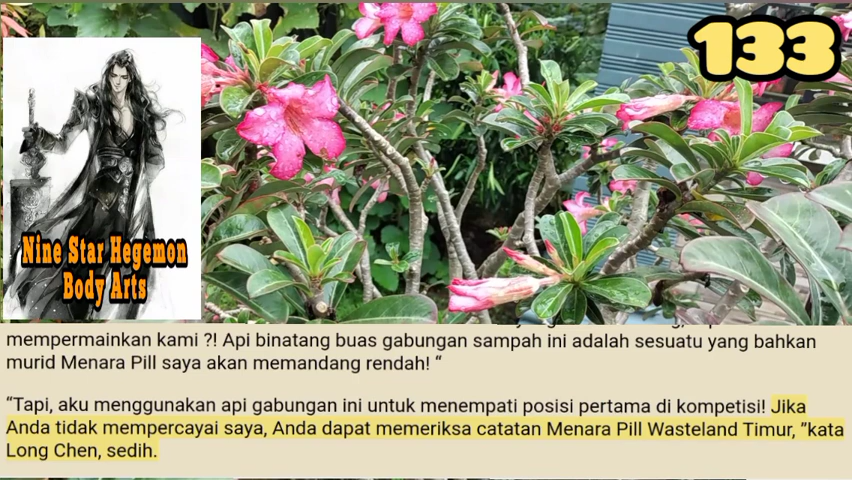 133
Nine Star Hegemon
Body Arts
mempermainkan kami ?! Api binatang buas gabungan sampah ini adalah sesuatu yang bahkan
murid Menara Pill saya akan memandang rendah! “
“Tapi, aku menggunakan api gabungan ini untuk menempati posisi pertama di kompetisi! Jika
Anda tidak mempercayai saya, Anda dapat memeriksa catatan Menara Pill Wasteland Timur, ”kata
Long Chen, sedih.